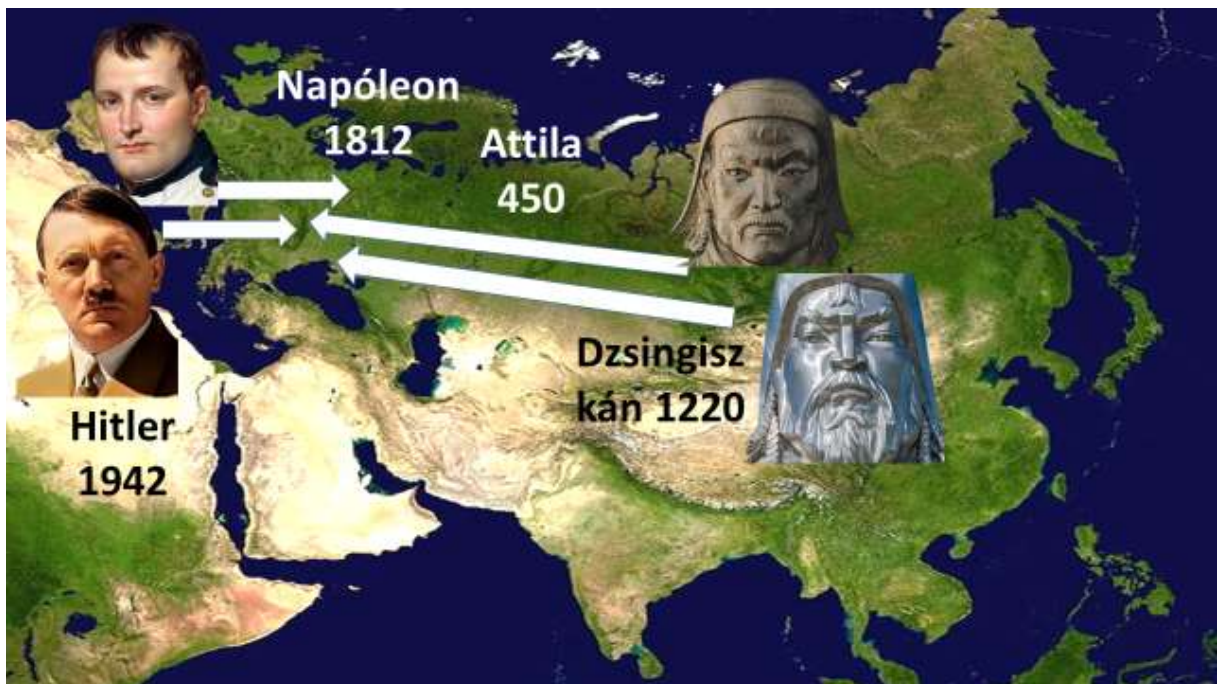 Napóleon
1812
Attila
450
Dzsingisz
kán 1220
Hitler
1942